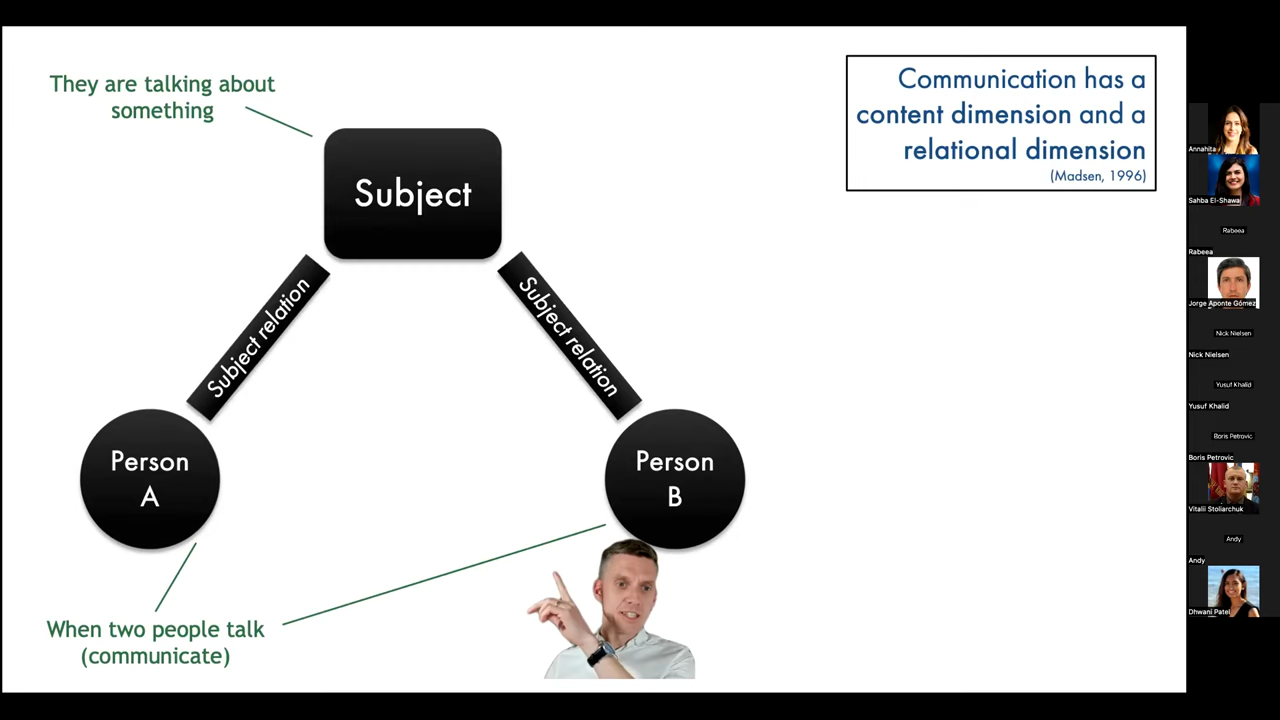 They are talking about
something
Communication has a
content dimension and a
relational dimension
(Madsen, 1996)
Subject
Subject relation
Subject relation
Person
A
Person
B
When two people talk
(communicate)
Annahita
Sahba El-Shawa
Rabeea
Rabeea
Jorge Aponte Gómez
Nick Nielsen
Nick Nielsen
Yusuf Khalid
Yusuf Khalid
Boris Petrovic
Boris Petrovic
Vitalii Stoliarchuk
Andy
Andy
Dhwani Patel